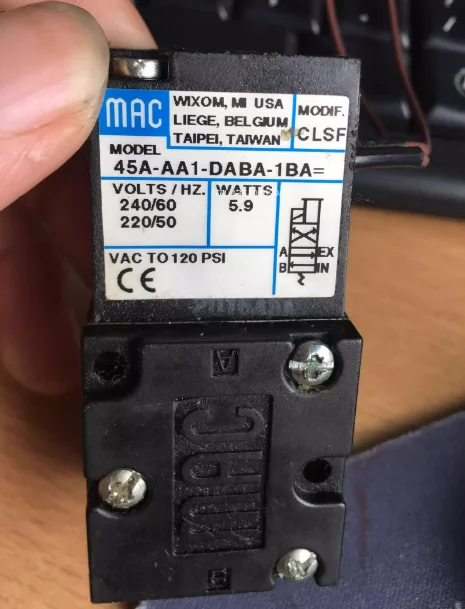 MAC
WIXOM, MI USA
LIEGE, BELGIUM
TAIPEI, TAIWAN
MODIF.
CLSF
MODEL
45A-AA1-DABA-1BA=
VOLTS / HZ.
240/60
220/50
WATTS
5.9
VAC TO 120 PSI
CE
A EX
B IN
A
MAC
B